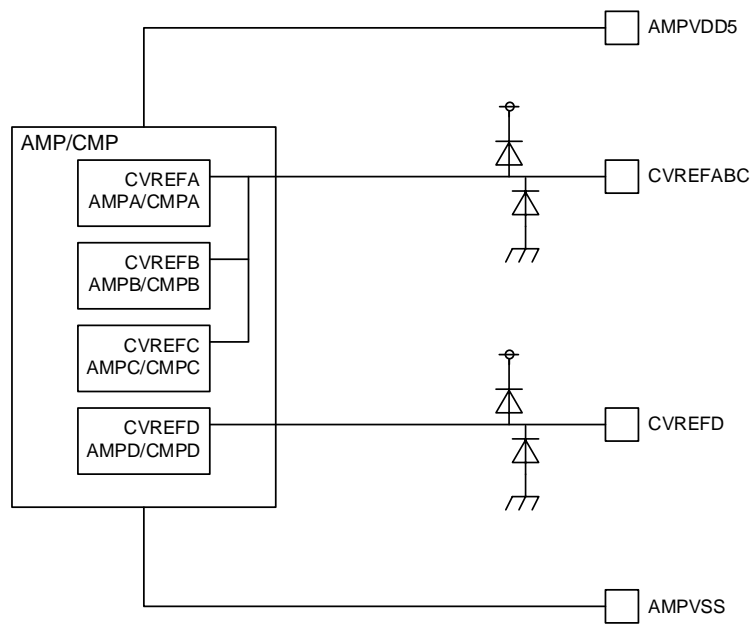 AMPVDD5
AMP/CMP
CVREFA
AMPA/CMPA
CVREFABC
CVREFB
AMPB/CMPB
CVREFC
AMPC/CMPC
CVREFD
AMPD/CMPD
CVREFD
AMPVSS